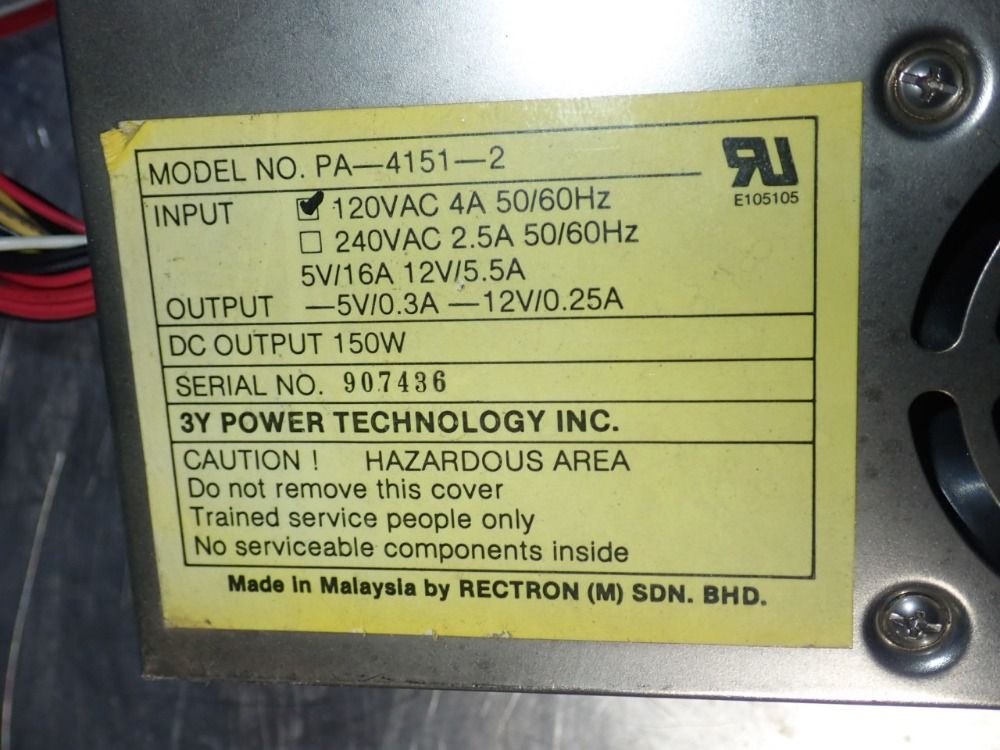 MODEL NO. PA—4151—2
RU
E105105
INPUT 120VAC 4A 50/60Hz
240VAC 2.5A 50/60Hz
5V/16A 12V/5.5A
OUTPUT —5V/0.3A —12V/0.25A
DC OUTPUT 150W
SERIAL NO. 907436
3Y POWER TECHNOLOGY INC.
CAUTION ! HAZARDOUS AREA
Do not remove this cover
Trained service people only
No serviceable components inside
Made in Malaysia by RECTRON (M) SDN. BHD.